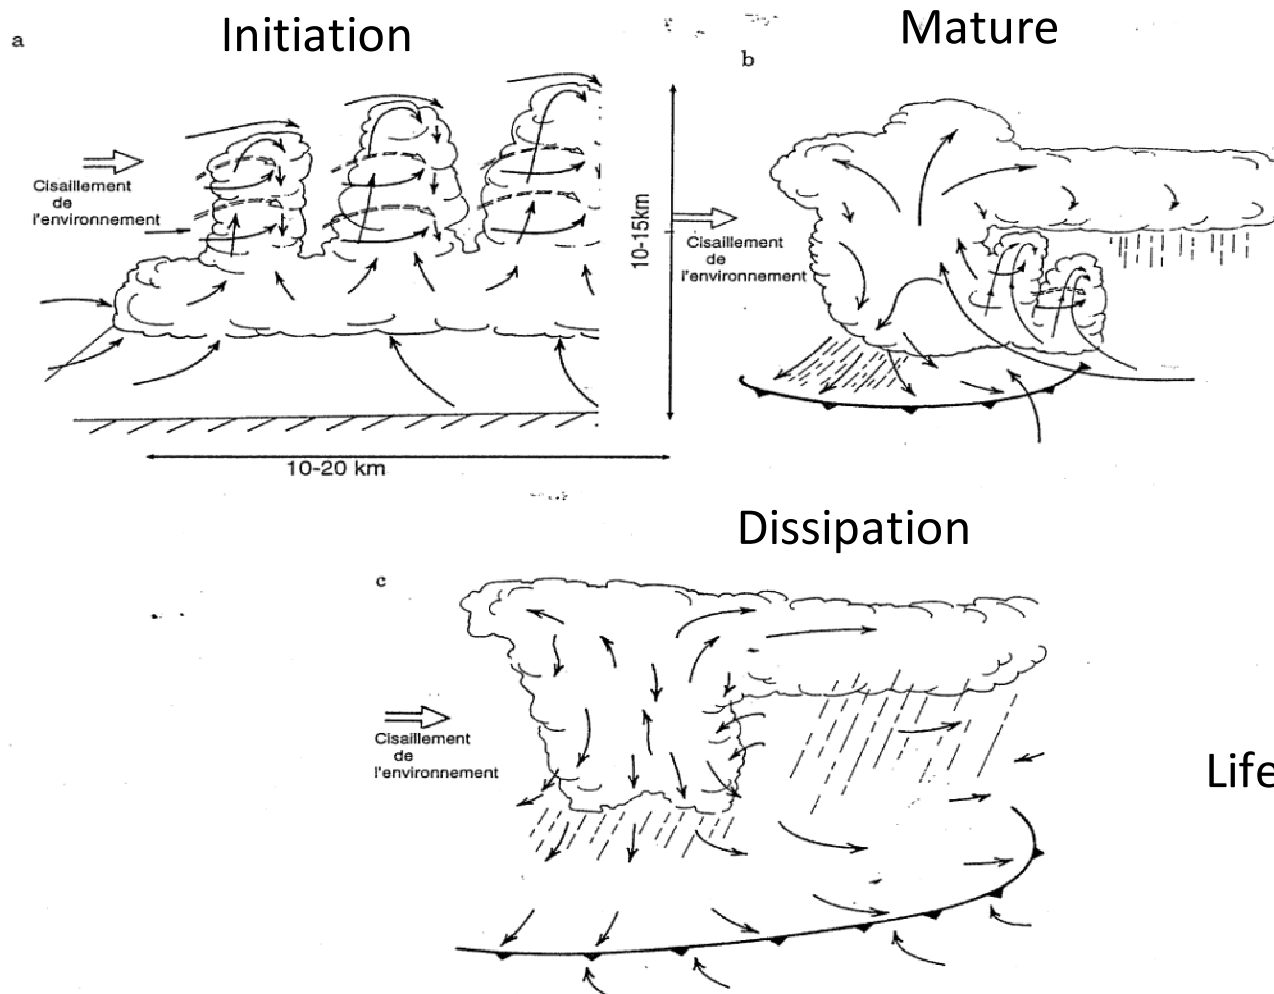 Initiation
Mature
a
b
Cisaillement
de
l'environnement
10-15km
Cisaillement
de
l'environnement
10-20 km
Dissipation
c
Cisaillement
de
l'environnement
Life